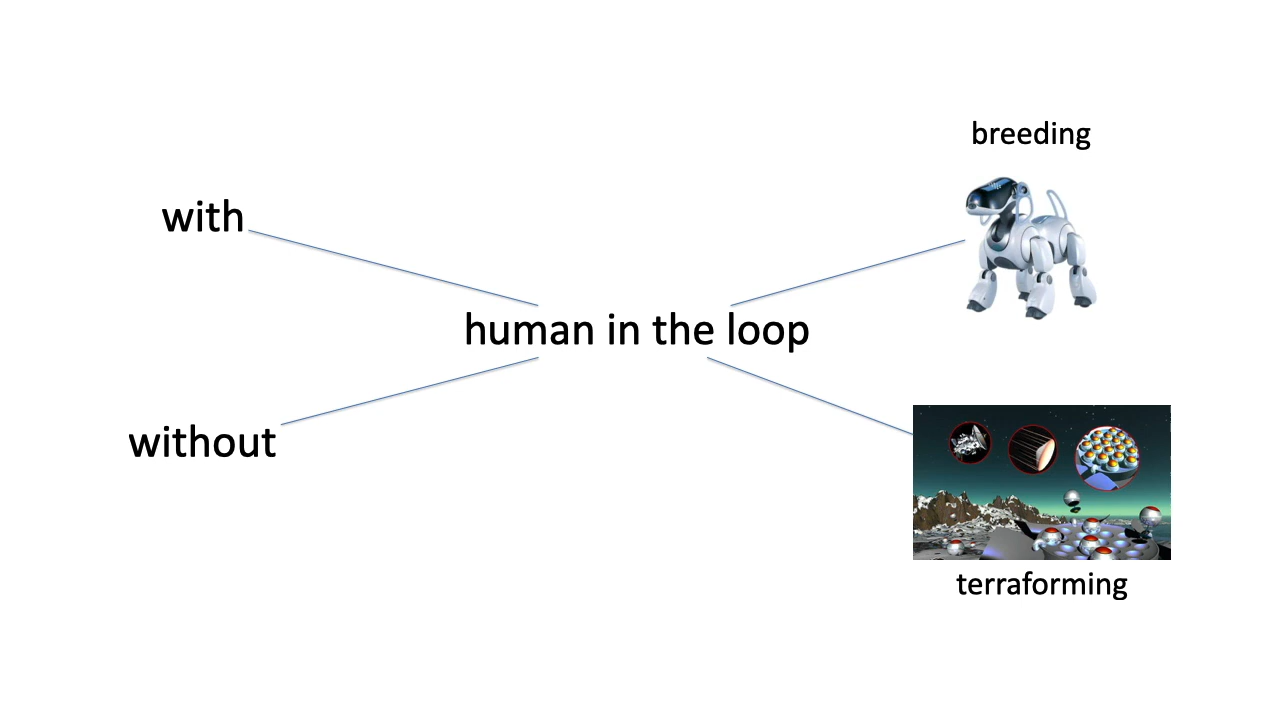 breeding
with
human in the loop
without
terraforming